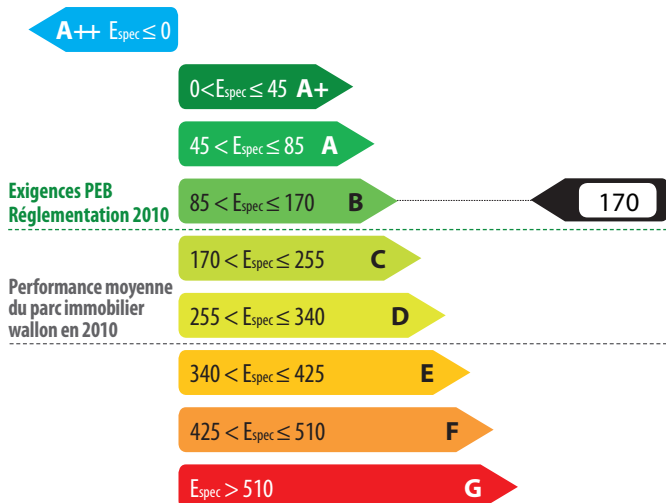 A++ Espec ≤ 0
0 < Espec ≤ 45 A+
45 < Espec ≤ 85 A
Exigences PEB
Réglementation 2010
85 < Espec ≤ 170 B
170
170 < Espec ≤ 255 C
Performance moyenne
du parc immobilier
wallon en 2010
255 < Espec ≤ 340 D
340 < Espec ≤ 425 E
425 < Espec ≤ 510 F
Espec > 510 G